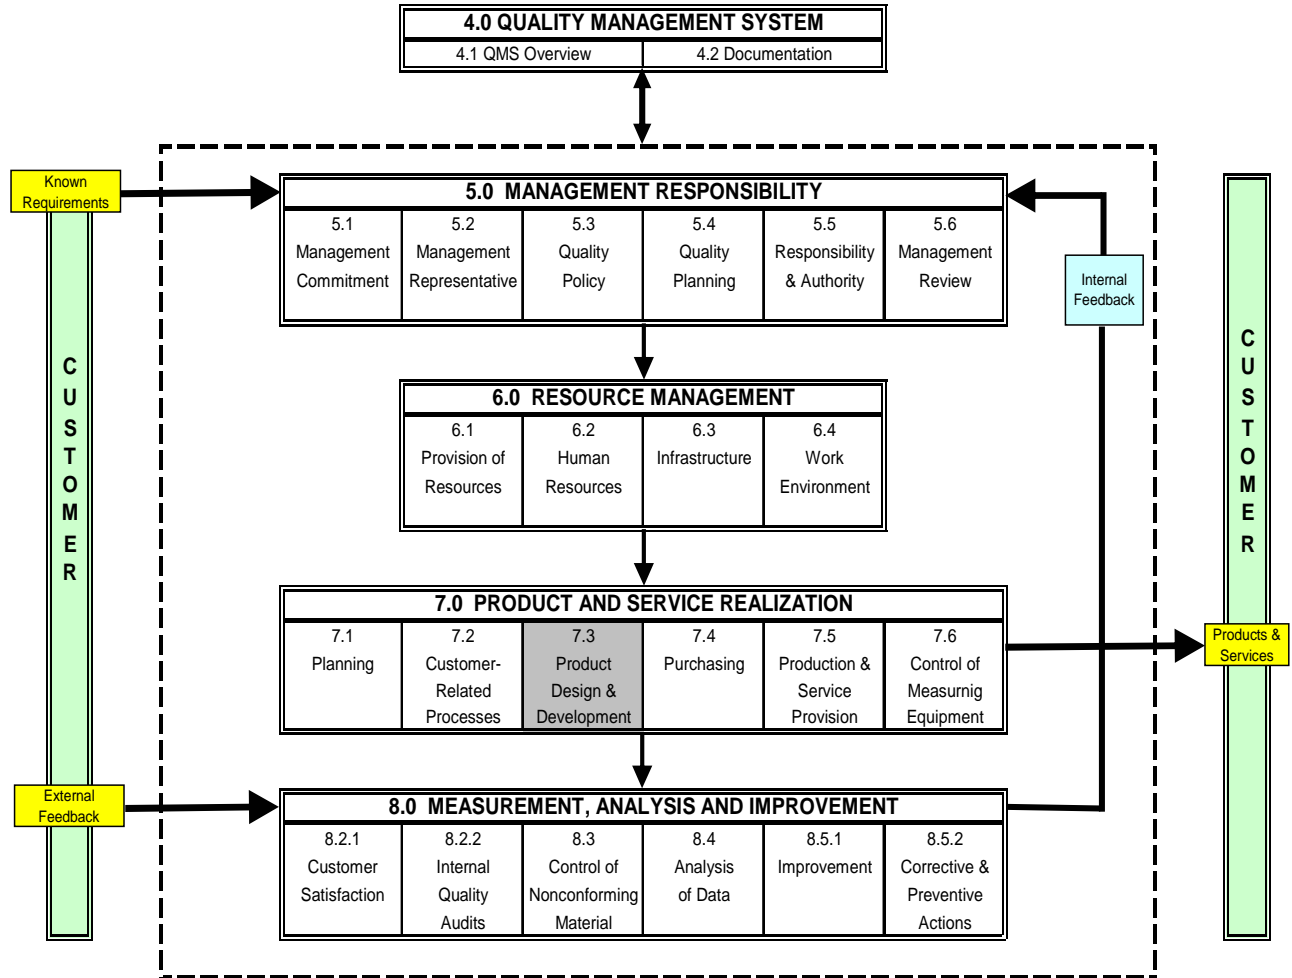 4.0 QUALITY MANAGEMENT SYSTEM
4.1 QMS Overview
4.2 Documentation
Known
Requirements
5.0 MANAGEMENT RESPONSIBILITY
5.1
Management
Commitment
5.2
Management
Representative
5.3
Quality
Policy
5.4
Quality
Planning
5.5
Responsibility
& Authority
5.6
Management
Review
Internal
Feedback
C
U
S
T
O
M
E
R
C
U
S
T
O
M
E
R
6.0 RESOURCE MANAGEMENT
6.1
Provision of
Resources
6.2
Human
Resources
6.3
Infrastructure
6.4
Work
Environment
7.0 PRODUCT AND SERVICE REALIZATION
7.1
Planning
7.2
Customer-
Related
Processes
7.3
Product
Design &
Development
7.4
Purchasing
7.5
Production &
Service
Provision
7.6
Control of
Measurnig
Equipment
Products &
Services
External
Feedback
8.0 MEASUREMENT, ANALYSIS AND IMPROVEMENT
8.2.1
Customer
Satisfaction
8.2.2
Internal
Quality
Audits
8.3
Control of
Nonconforming
Material
8.4
Analysis
of Data
8.5.1
Improvement
8.5.2
Corrective &
Preventive
Actions